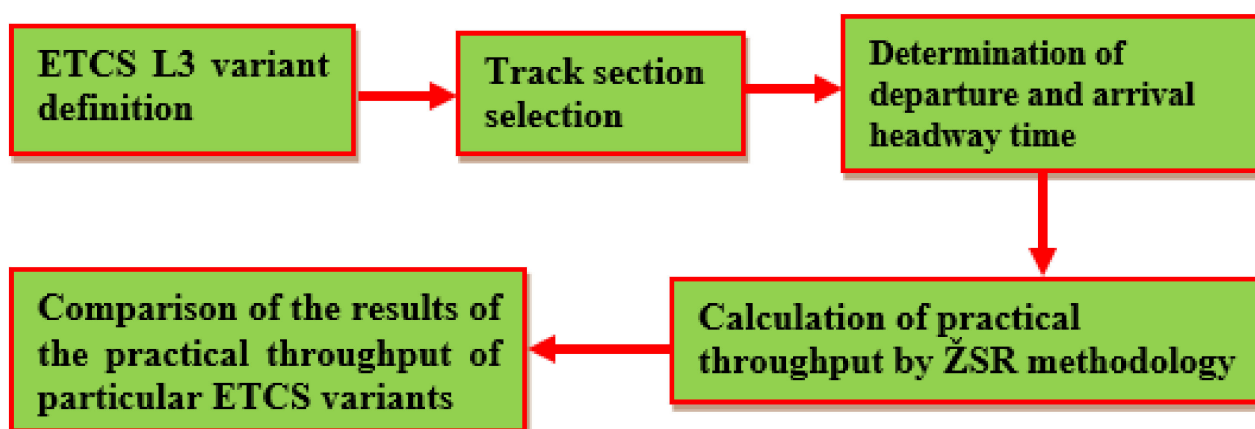 ETCS L3 variant
definition
Track section
selection
Determination of
departure and arrival
headway time
Calculation of practical
throughput by ŽSR methodology
Comparison of the results of
the practical throughput of
particular ETCS variants